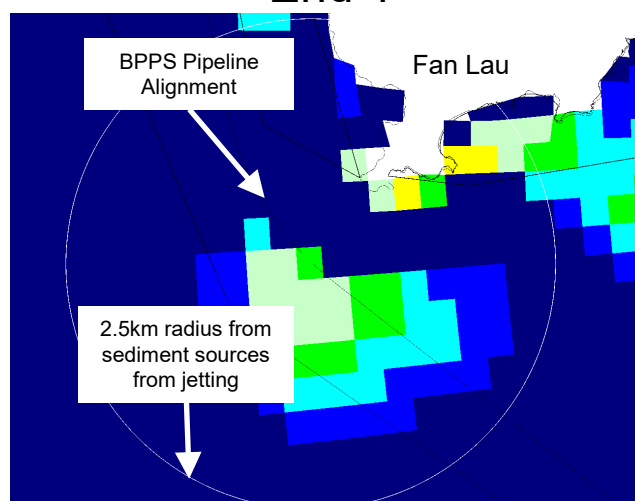 BPPS Pipeline
Alignment
Fan Lau
2.5km radius from
sediment sources
from jetting